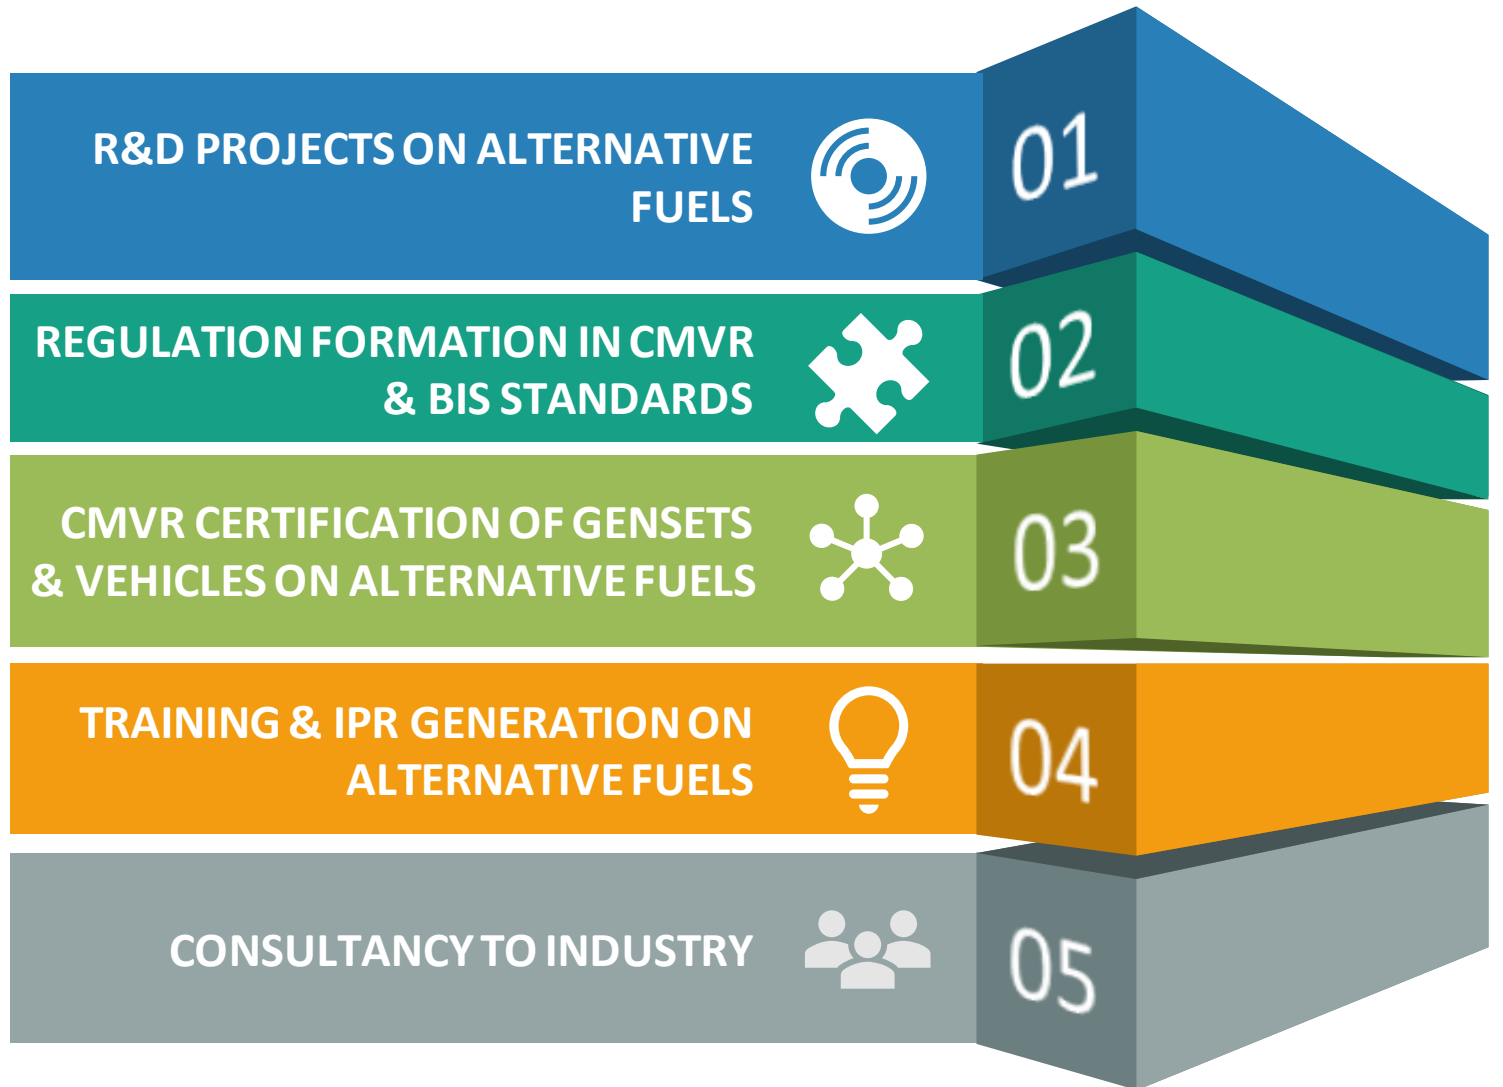 R&D PROJECTS ON ALTERNATIVE
FUELS
01
REGULATION FORMATION IN CMVR
& BIS STANDARDS
02
CMVR CERTIFICATION OF GENSETS
& VEHICLES ON ALTERNATIVE FUELS
03
TRAINING & IPR GENERATION ON
ALTERNATIVE FUELS
04
CONSULTANCY TO INDUSTRY
05